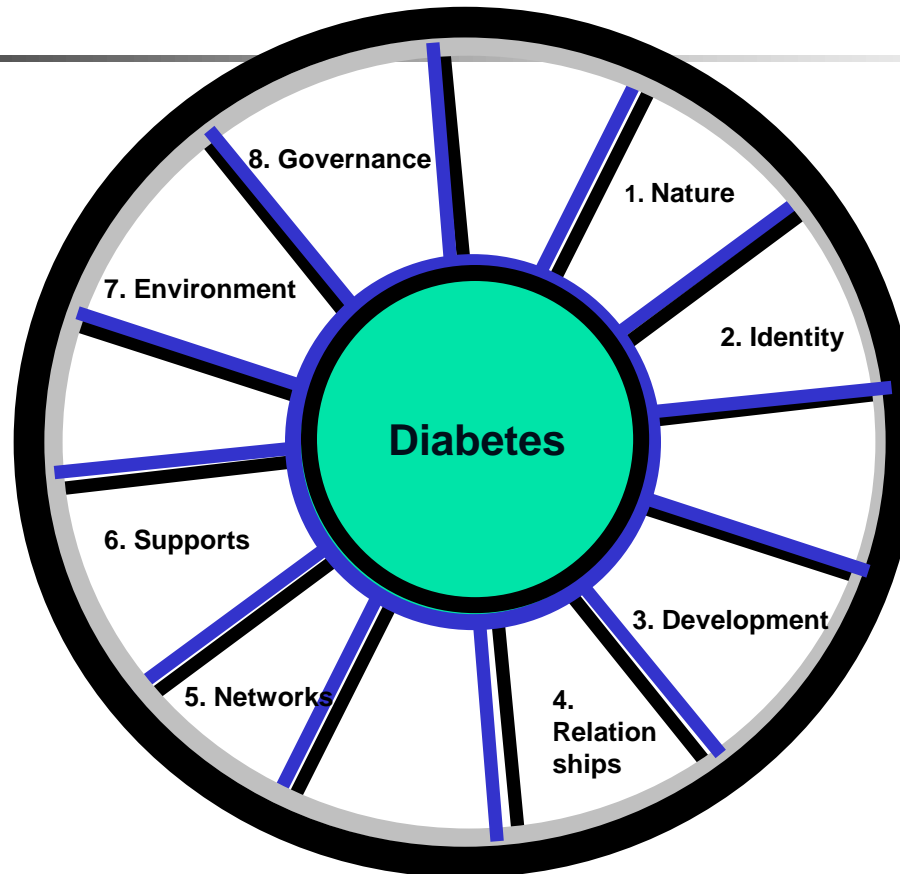 8. Governance
1. Nature
7. Environment
2. Identity
Diabetes
6. Supports
3. Development
5. Networks
4.
Relation
ships